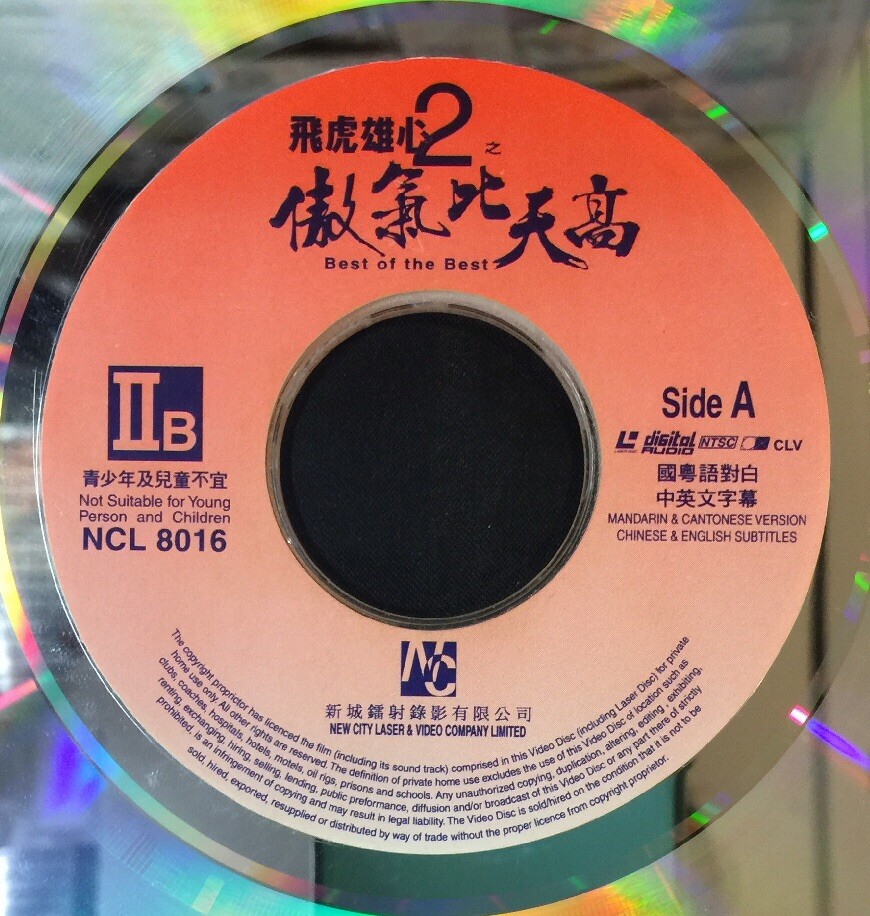 飛虎雄心2之
傲氣比天高
Best of the Best
IIB
青少年及兒童不宜
Not Suitable for Young
Person and Children
NCL 8016
Side A
digital AUDIO NTSC CLV
國粵語對白
中英文字幕
MANDARIN & CANTONESE VERSION
CHINESE & ENGLISH SUBTITLES
NC
新城鐳射錄影有限公司
NEW CITY LASER & VIDEO COMPANY LIMITED
The copyright proprictor has licenced the film (including its sound track) comprised in this Video Disc (including Laser Disc) for private
home use only. All other rights are reserved. The definition of private home use excludes the use of this Video Disc or location such as
clubs, coaches, hospitals, hotels, motels, oil rigs, prisons and schools. Any unauthorized copying, duplication, altering, editing, exhibiting,
renting, exchanging, hiring, selling, lending, public preformance, diffusion and/or broadcast of this Video Disc or any part there of strictly
prohibited, is an infringement of copying and may result in legal liability. The Video Disc is sold/hired on the condition that it is not to be
sold, hired, exported, resupplied or distributed by way of trade without the proper licence from copyright proprietor.